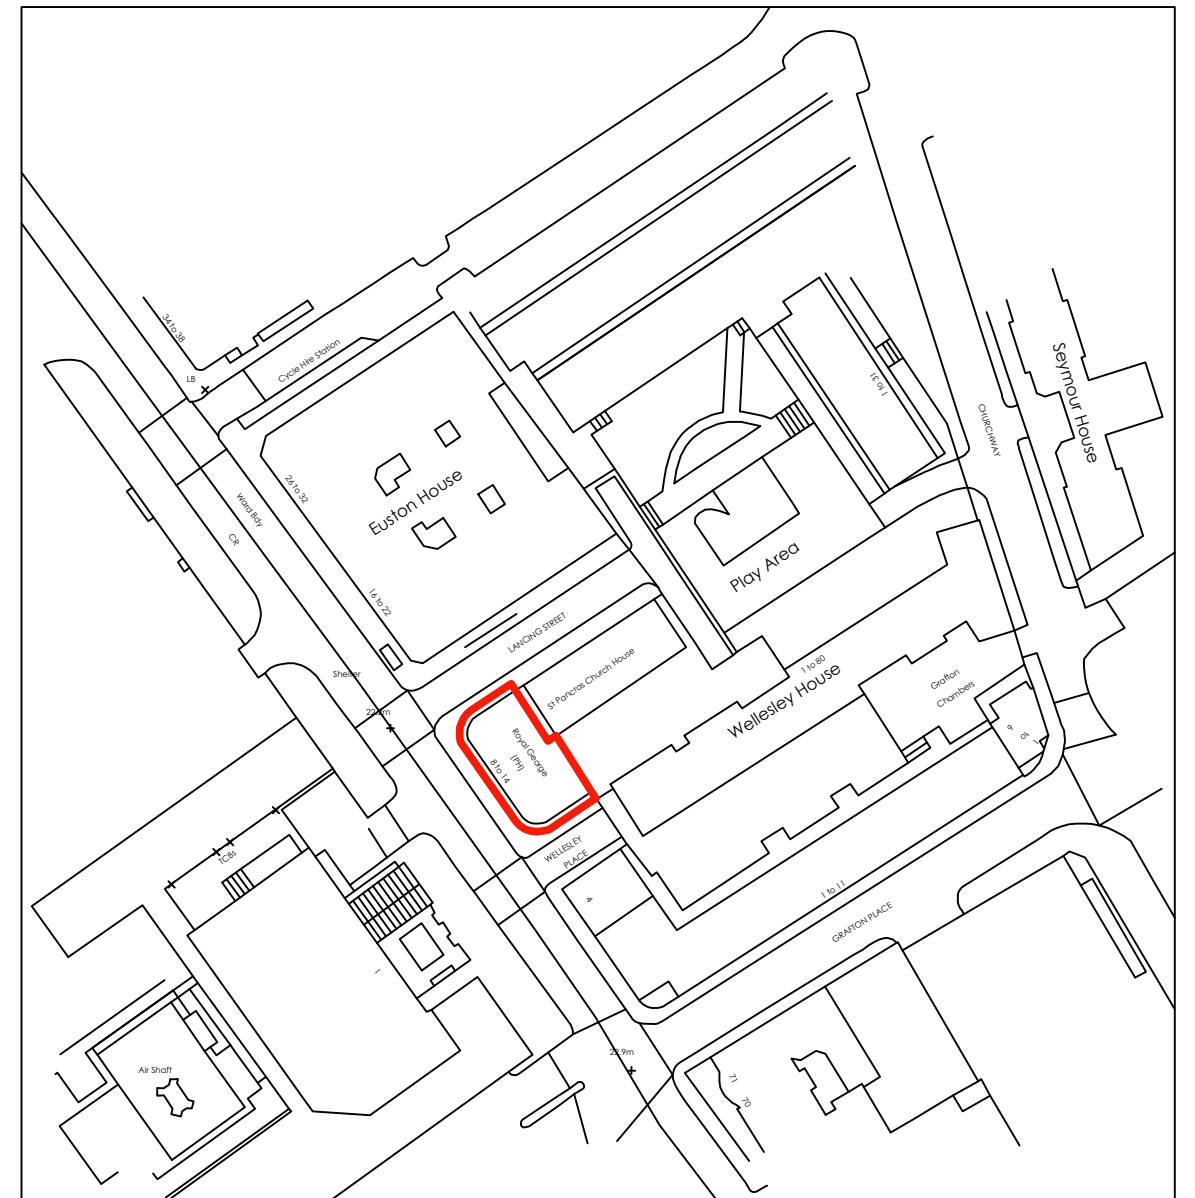 34 to 38
LB
Cycle Hire Station
1 to 31
Seymour House
CHURCHWAY
26 to 32
Euston House
Ward Bdy
CR
Play Area
16 to 22
LANCING STREET
Shelter
St Pancras Church House
1 to 80
Wellesley House
Grafton
Chambers
Royal George
(PH)
8 to 14
6
10
WELLESLEY
PLACE
TCBs
4
1 to 11
GRAFTON PLACE
1
22.9m
Air Shaft
71
70